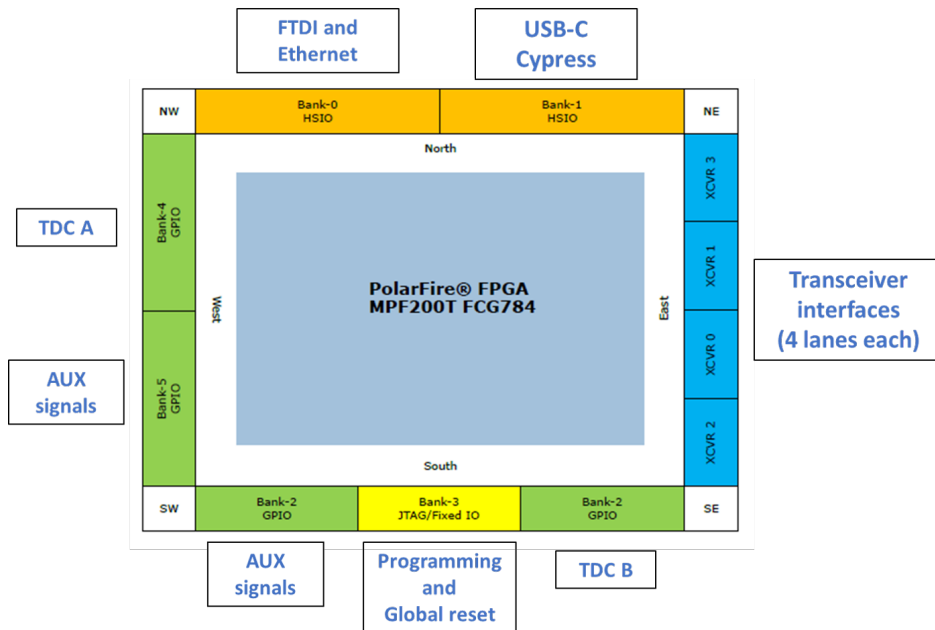 FTDI and
Ethernet
USB-C
Cypress
NW
Bank-0
HSIO
Bank-1
HSIO
NE
North
TDC A
Bank-4
GPIO
West
PolarFire® FPGA
MPF200T FCG784
East
XCVR 3
XCVR 1
XCVR 0
XCVR 2
Transceiver
interfaces
(4 lanes each)
AUX
signals
Bank-5
GPIO
South
SW
Bank-2
GPIO
Bank-3
JTAG/Fixed IO
Bank-2
GPIO
SE
AUX
signals
Programming
and
Global reset
TDC B